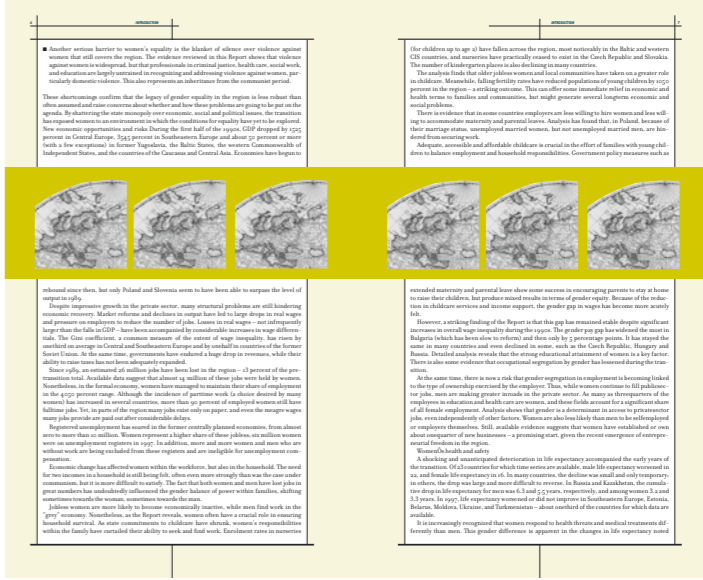 6
INTRODUCTION
■ Another serious barrier to women's equality is the blanket of silence over violence against
women that still covers the region. The evidence reviewed in this Report shows that violence
against women is widespread, but that professionals in criminal justice, health care, social work,
and education are largely untrained in recognizing and addressing violence against women, par-
ticularly domestic violence. This also represents an inheritance from the communist period.
These shortcomings confirm that the legacy of gender equality in the region is less robust than
often assumed and raise concerns about whether and how these problems are going to be put on the
agenda. By shattering the state monopoly over economic, social and political issues, the transition
has exposed women to an environment in which the conditions for equality have yet to be explored.
New economic opportunities and risks During the first half of the 1990s, GDP dropped by 1525
percent in Central Europe, 3545 percent in Southeastern Europe and about 50 percent or more
(with a few exceptions) in former Yugoslavia, the Baltic States, the western Commonwealth of
Independent States, and the countries of the Caucasus and Central Asia. Economies have begun to
rebound since then, but only Poland and Slovenia seem to have been able to surpass the level of
output in 1989.
Despite impressive growth in the private sector, many structural problems are still hindering
economic recovery. Market reforms and declines in output have led to large drops in real wages
and pressure on employers to reduce the number of jobs. Losses in real wages – not infrequently
larger than the falls in GDP – have been accompanied by considerable increases in wage differen-
tials. The Gini coefficient, a common measure of the extent of wage inequality, has risen by
onethird on average in Central and Southeastern Europe and by onehalf in countries of the former
Soviet Union. At the same time, governments have endured a huge drop in revenues, while their
ability to raise taxes has not been adequately expanded.
Since 1989, an estimated 26 million jobs have been lost in the region – 13 percent of the pre-
transition total. Available data suggest that almost 14 million of these jobs were held by women.
Nonetheless, in the formal economy, women have managed to maintain their share of employment
in the 4050 percent range. Although the incidence of parttime work (a choice desired by many
women) has increased in several countries, more than 90 percent of employed women still have
fulltime jobs. Yet, in parts of the region many jobs exist only on paper, and even the meagre wages
many jobs provide are paid out after considerable delays.
Registered unemployment has soared in the former centrally planned economies, from almost
zero to more than 10 million. Women represent a higher share of these jobless; six million women
were on unemployment registers in 1997. In addition, more and more women and men who are
without work are being excluded from these registers and are ineligible for unemployment com-
pensation.
Economic change has affected women within the workforce, but also in the household. The need
for two incomes in a household is still being felt, often even more strongly than was the case under
communism, but it is more difficult to satisfy. The fact that both women and men have lost jobs in
great numbers has undoubtedly influenced the gender balance of power within families, shifting
sometimes towards the woman, sometimes towards the man.
Jobless women are more likely to become economically inactive, while men find work in the
"grey" economy. Nonetheless, as the Report reveals, women often have a crucial role in ensuring
household survival. As state commitments to childcare have shrunk, women's responsibilities
within the family have curtailed their ability to seek and find work. Enrolment rates in nurseries
INTRODUCTION
7
(for children up to age 2) have fallen across the region, most noticeably in the Baltic and western
CIS countries, and nurseries have practically ceased to exist in the Czech Republic and Slovakia.
The number of kindergarten places is also declining in many countries.
The analysis finds that older jobless women and local communities have taken on a greater role
in childcare. Meanwhile, falling fertility rates have reduced populations of young children by 1050
percent in the region – a striking outcome. This can offer some immediate relief in economic and
health terms to families and communities, but might generate several longterm economic and
social problems.
There is evidence that in some countries employers are less willing to hire women and less will-
ing to accommodate maternity and parental leaves. Analysis has found that, in Poland, because of
their marriage status, unemployed married women, but not unemployed married men, are hin-
dered from securing work.
Adequate, accessible and affordable childcare is crucial in the effort of families with young chil-
dren to balance employment and household responsibilities. Government policy measures such as
extended maternity and parental leave show some success in encouraging parents to stay at home
to raise their children, but produce mixed results in terms of gender equity. Because of the reduc-
tion in childcare services and income support, the gender gap in wages has become more acutely
felt.
However, a striking finding of the Report is that this gap has remained stable despite significant
increases in overall wage inequality during the 1990s. The gender pay gap has widened the most in
Bulgaria (which has been slow to reform) and then only by 5 percentage points. It has stayed the
same in many countries and even declined in some, such as the Czech Republic, Hungary and
Russia. Detailed analysis reveals that the strong educational attainment of women is a key factor.
There is also some evidence that occupational segregation by gender has lessened during the tran-
sition.
At the same time, there is now a risk that gender segregation in employment is becoming linked
to the type of ownership exercised by the employer. Thus, while women continue to fill publicsec-
tor jobs, men are making greater inroads in the private sector. As many as threequarters of the
employees in education and health care are women, and these fields account for a significant share
of all female employment. Analysis shows that gender is a determinant in access to privatesector
jobs, even independently of other factors. Women are also less likely than men to be selfemployed
or employers themselves. Still, available evidence suggests that women have established or own
about onequarter of new businesses – a promising start, given the recent emergence of entrepre-
neurial freedom in the region.
WomenÕs health and safety
A shocking and unanticipated deterioration in life expectancy accompanied the early years of
the transition. Of 23 countries for which time series are available, male life expectancy worsened in
22, and female life expectancy in 16. In many countries, the decline was small and only temporary,
in others, the drop was large and more difficult to reverse. In Russia and Kazakhstan, the cumula-
tive drop in life expectancy for men was 6.3 and 5.5 years, respectively, and among women 3.2 and
3.3 years. In 1997, life expectancy worsened or did not improve in Southeastern Europe, Estonia,
Belarus, Moldova, Ukraine, and Turkmenistan – about onethird of the countries for which data are
available.
It is increasingly recognized that women respond to health threats and medical treatments dif-
ferently than men. This gender difference is apparent in the changes in life expectancy noted